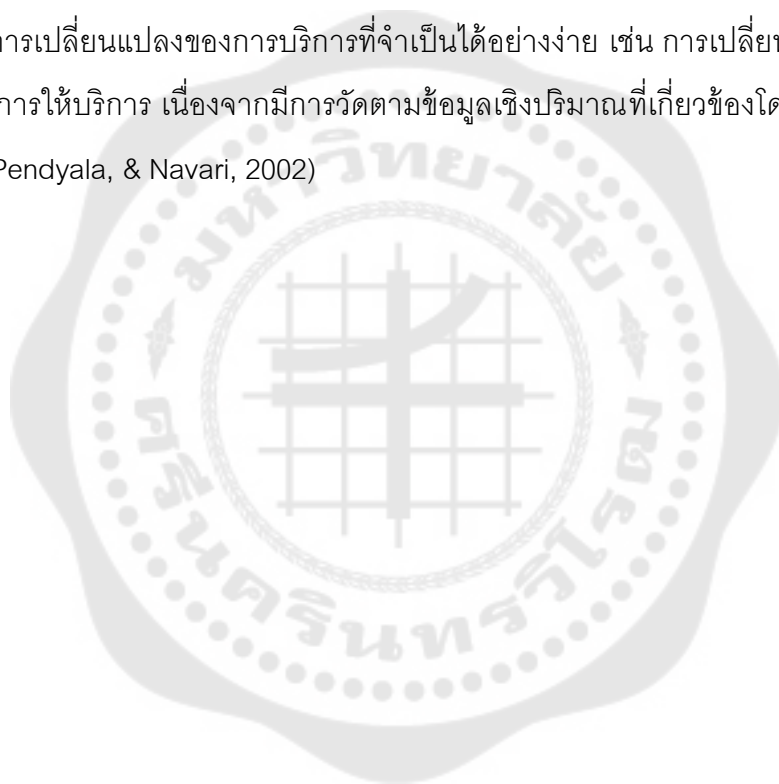 การเปลี่ยนแปลงของการบริการที่จำเป็นได้อย่างง่าย เช่น การเปลี่ยน
การให้บริการ เนื่องจากมีการวัดตามข้อมูลเชิงปริมาณที่เกี่ยวข้องโด
Pendyala, & Navari, 2002)
มหาวิทยาลัย
ศรีนครินทรวิโรฒ